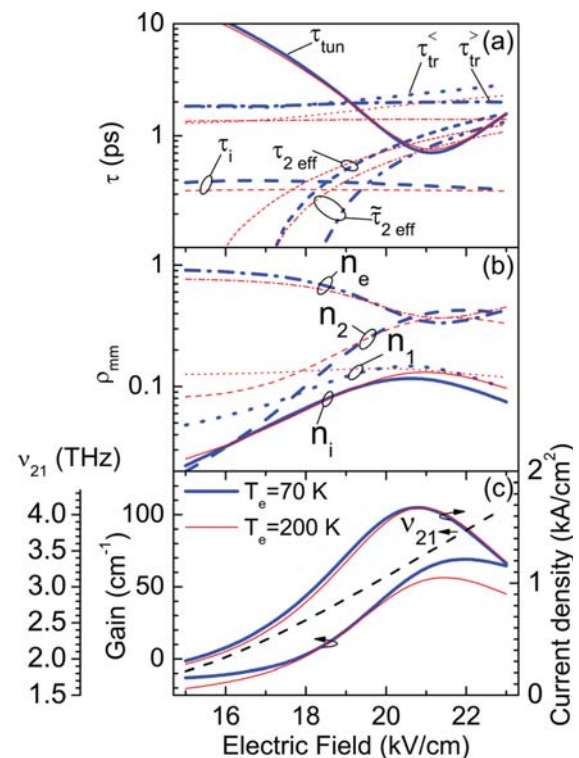 10
τtun
τtr<
τtr>
(a)
τ (ps)
1
τi
τ2 eff
τ̃2 eff
0.1
1
ne
(b)
n2
n1
ρmm
0.1
ni
ν21 (THz)
Gain (cm-1)
Current density (kA/cm2)
2
Te=70 K
(c)
4.0
100
Te=200 K
ν21
3.5
3.0
50
1
2.5
2.0
0
1.5
0
16
18
20
22
Electric Field (kV/cm)